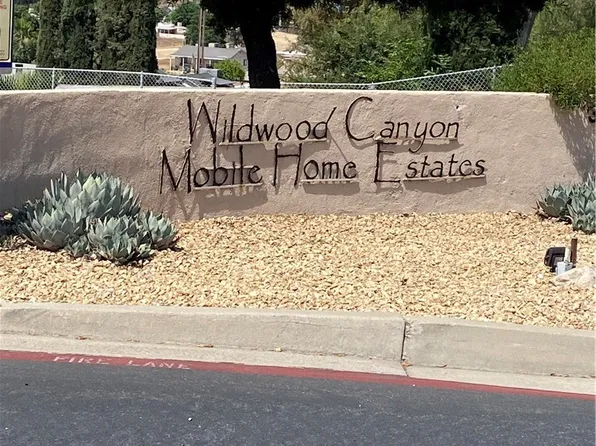 Wildwood Canyon
Mobile Home Estates
FIRE LANE